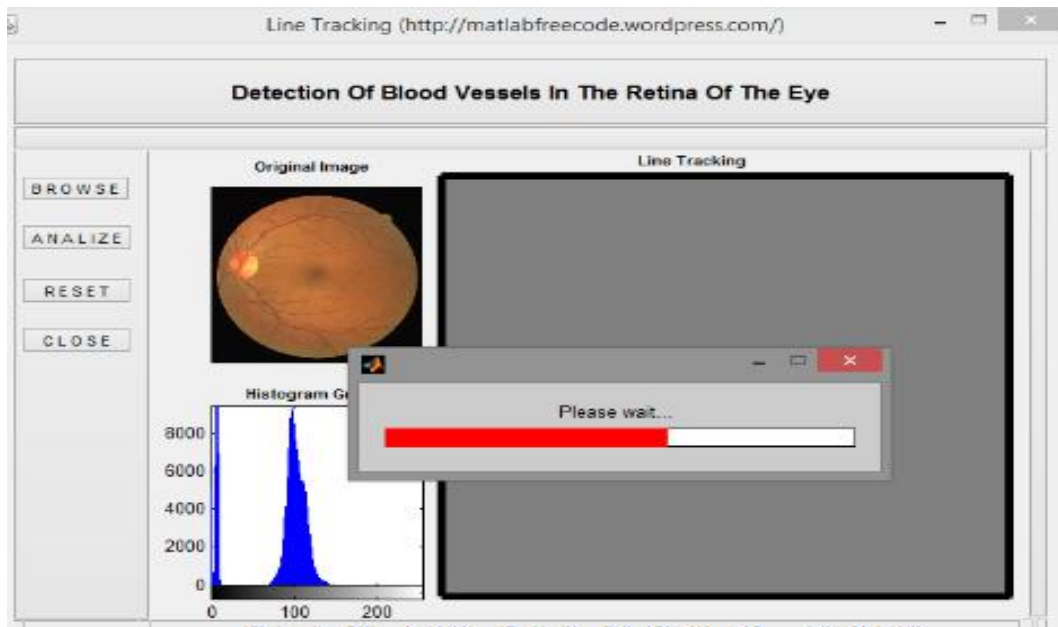 Line Tracking (http://matlabfreecode.wordpress.com/)
Detection Of Blood Vessels In The Retina Of The Eye
BROWSE
ANALIZE
RESET
CLOSE
Original Image
Line Tracking
Please wait...
Histogram
8000
6000
4000
2000
0
0 100 200